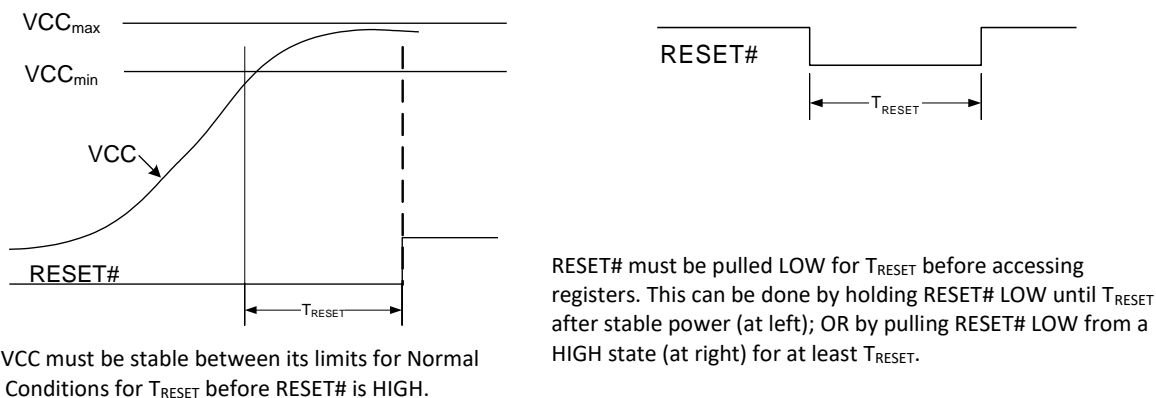 VCCmax
VCCmin
VCC
RESET#
TRESET
VCC must be stable between its limits for Normal
Conditions for TRESET before RESET# is HIGH.
RESET#
TRESET
RESET# must be pulled LOW for TRESET before accessing
registers. This can be done by holding RESET# LOW until TRESET
after stable power (at left); OR by pulling RESET# LOW from a
HIGH state (at right) for at least TRESET.